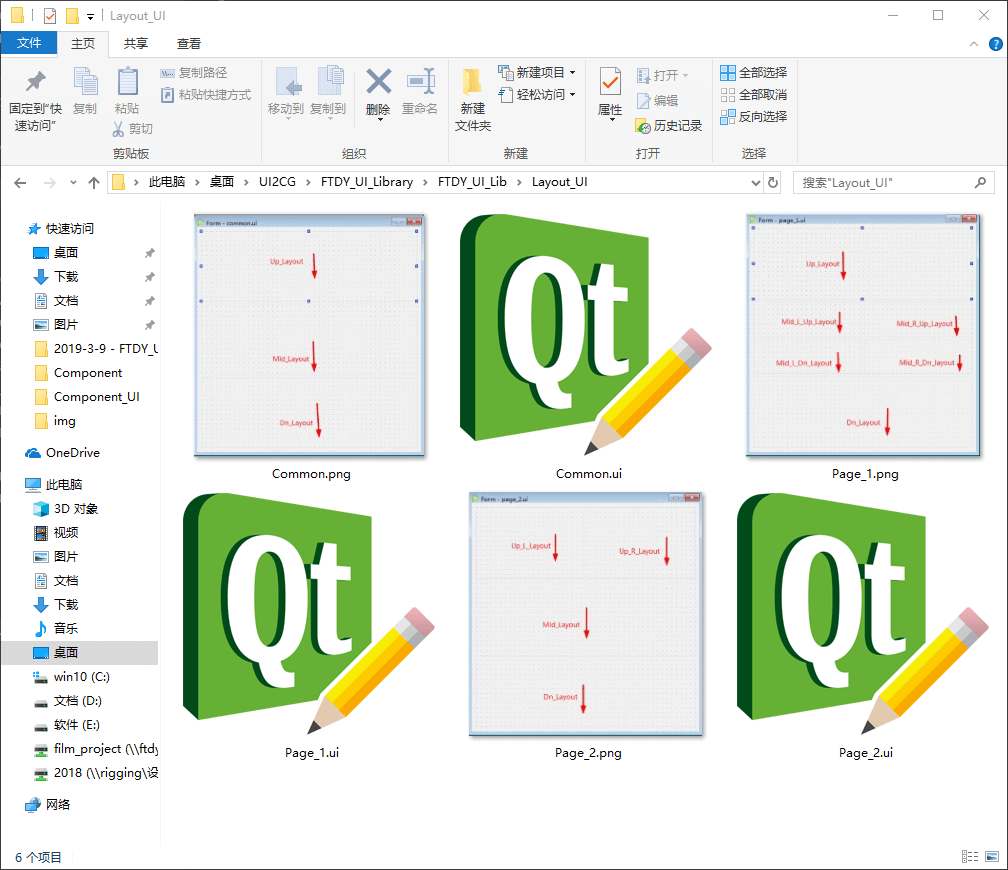 Layout_UI
文件 主页 共享 查看
固定到"快速访问"
复制
粘贴
复制路径
粘贴快捷方式
剪切
剪贴板
移动到
复制到
删除
重命名
组织
新建文件夹
新建项目
轻松访问
新建
属性
打开
编辑
历史记录
打开
全部选择
全部取消
反向选择
选择
此电脑 > 桌面 > UI2CG > FTDY_UI_Library > FTDY_UI_Lib > Layout_UI
搜索"Layout_UI"
快速访问
桌面
下载
文档
图片
2019-3-9 - FTDY_U
Component
Component_UI
img
OneDrive
此电脑
3D 对象
视频
图片
文档
下载
音乐
桌面
win10 (C:)
文档 (D:)
软件 (E:)
film_project (\\ftdy
2018 (\\rigging\设
网络
Form - common.ui
Up_Layout
Mid_Layout
Dn_Layout
Common.png
Qt
Common.ui
Form - page_1.ui
Up_Layout
Mid_L_Up_Layout
Mid_R_Up_Layout
Mid_L_Dn_Layout
Mid_R_Dn_layout
Dn_Layout
Page_1.png
Qt
Page_1.ui
Form - page_2.ui
Up_L_Layout
Up_R_Layout
Mid_Layout
Dn_Layout
Page_2.png
Qt
Page_2.ui
6 个项目